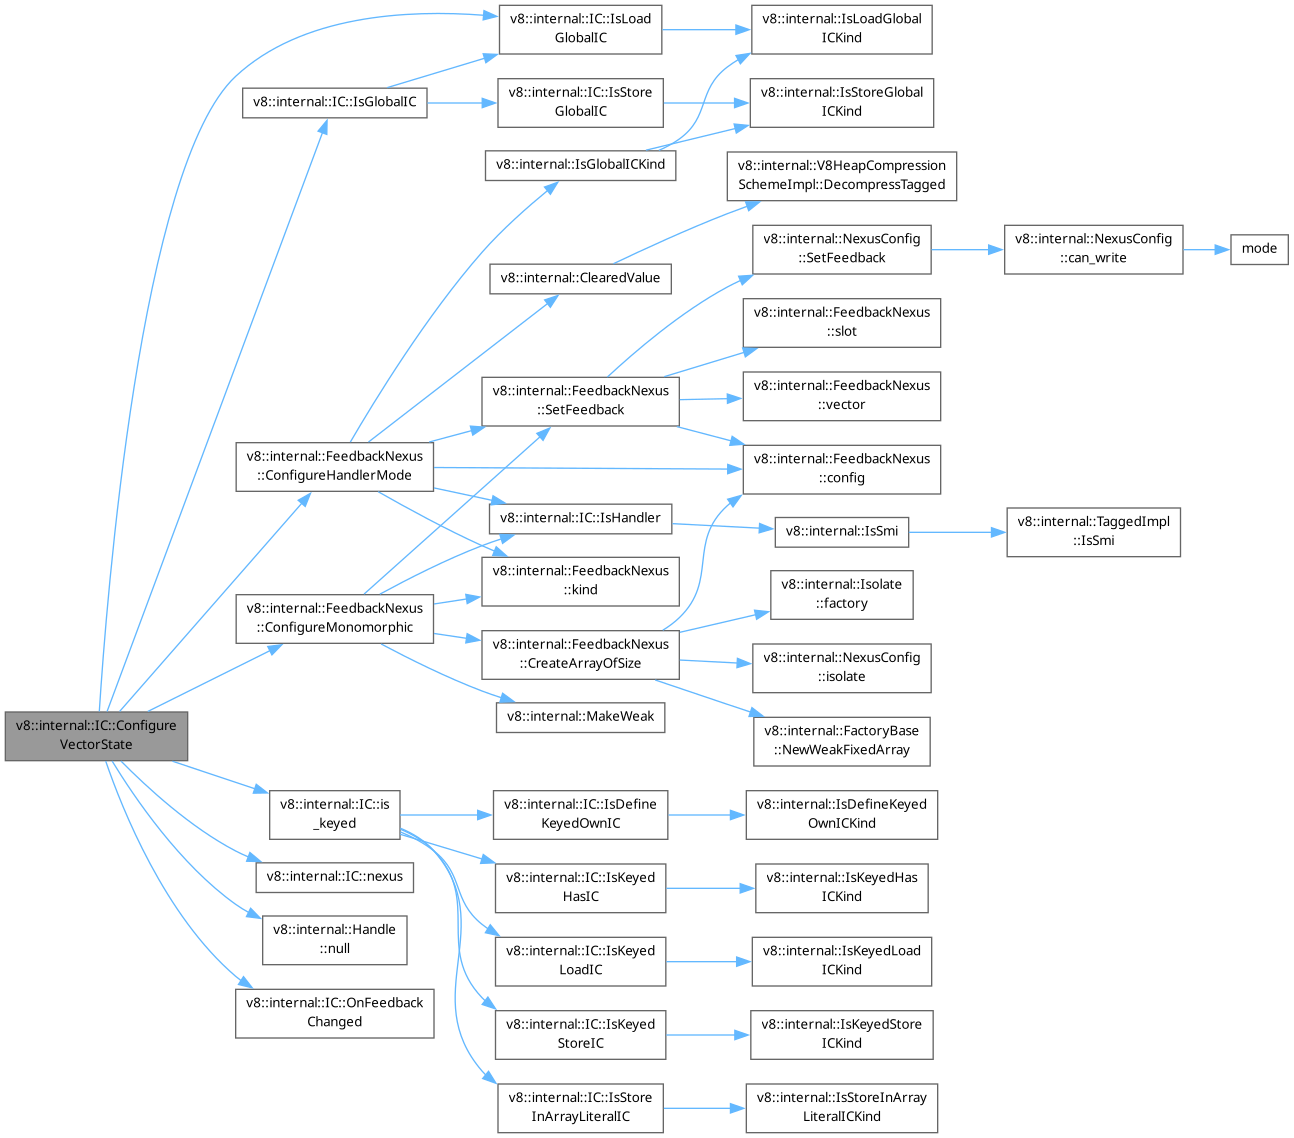 v8::internal::IC::Configure
VectorState
v8::internal::IC::IsGlobalIC
v8::internal::FeedbackNexus
::ConfigureHandlerMode
v8::internal::FeedbackNexus
::ConfigureMonomorphic
v8::internal::IC::is
_keyed
v8::internal::IC::nexus
v8::internal::Handle
::null
v8::internal::IC::OnFeedback
Changed
v8::internal::IC::IsLoad
GlobalIC
v8::internal::IC::IsStore
GlobalIC
v8::internal::IsGlobalICKind
v8::internal::ClearedValue
v8::internal::FeedbackNexus
::SetFeedback
v8::internal::IC::IsHandler
v8::internal::FeedbackNexus
::kind
v8::internal::FeedbackNexus
::CreateArrayOfSize
v8::internal::MakeWeak
v8::internal::IC::IsDefine
KeyedOwnIC
v8::internal::IC::IsKeyed
HasIC
v8::internal::IC::IsKeyed
LoadIC
v8::internal::IC::IsKeyed
StoreIC
v8::internal::IC::IsStore
InArrayLiteralIC
v8::internal::IsLoadGlobal
ICKind
v8::internal::IsStoreGlobal
ICKind
v8::internal::V8HeapCompression
SchemeImpl::DecompressTagged
v8::internal::NexusConfig
::SetFeedback
v8::internal::FeedbackNexus
::slot
v8::internal::FeedbackNexus
::vector
v8::internal::FeedbackNexus
::config
v8::internal::IsSmi
v8::internal::Isolate
::factory
v8::internal::NexusConfig
::isolate
v8::internal::FactoryBase
::NewWeakFixedArray
v8::internal::IsDefineKeyed
OwnICKind
v8::internal::IsKeyedHas
ICKind
v8::internal::IsKeyedLoad
ICKind
v8::internal::IsKeyedStore
ICKind
v8::internal::IsStoreInArray
LiteralICKind
v8::internal::NexusConfig
::can_write
v8::internal::TaggedImpl
::IsSmi
mode